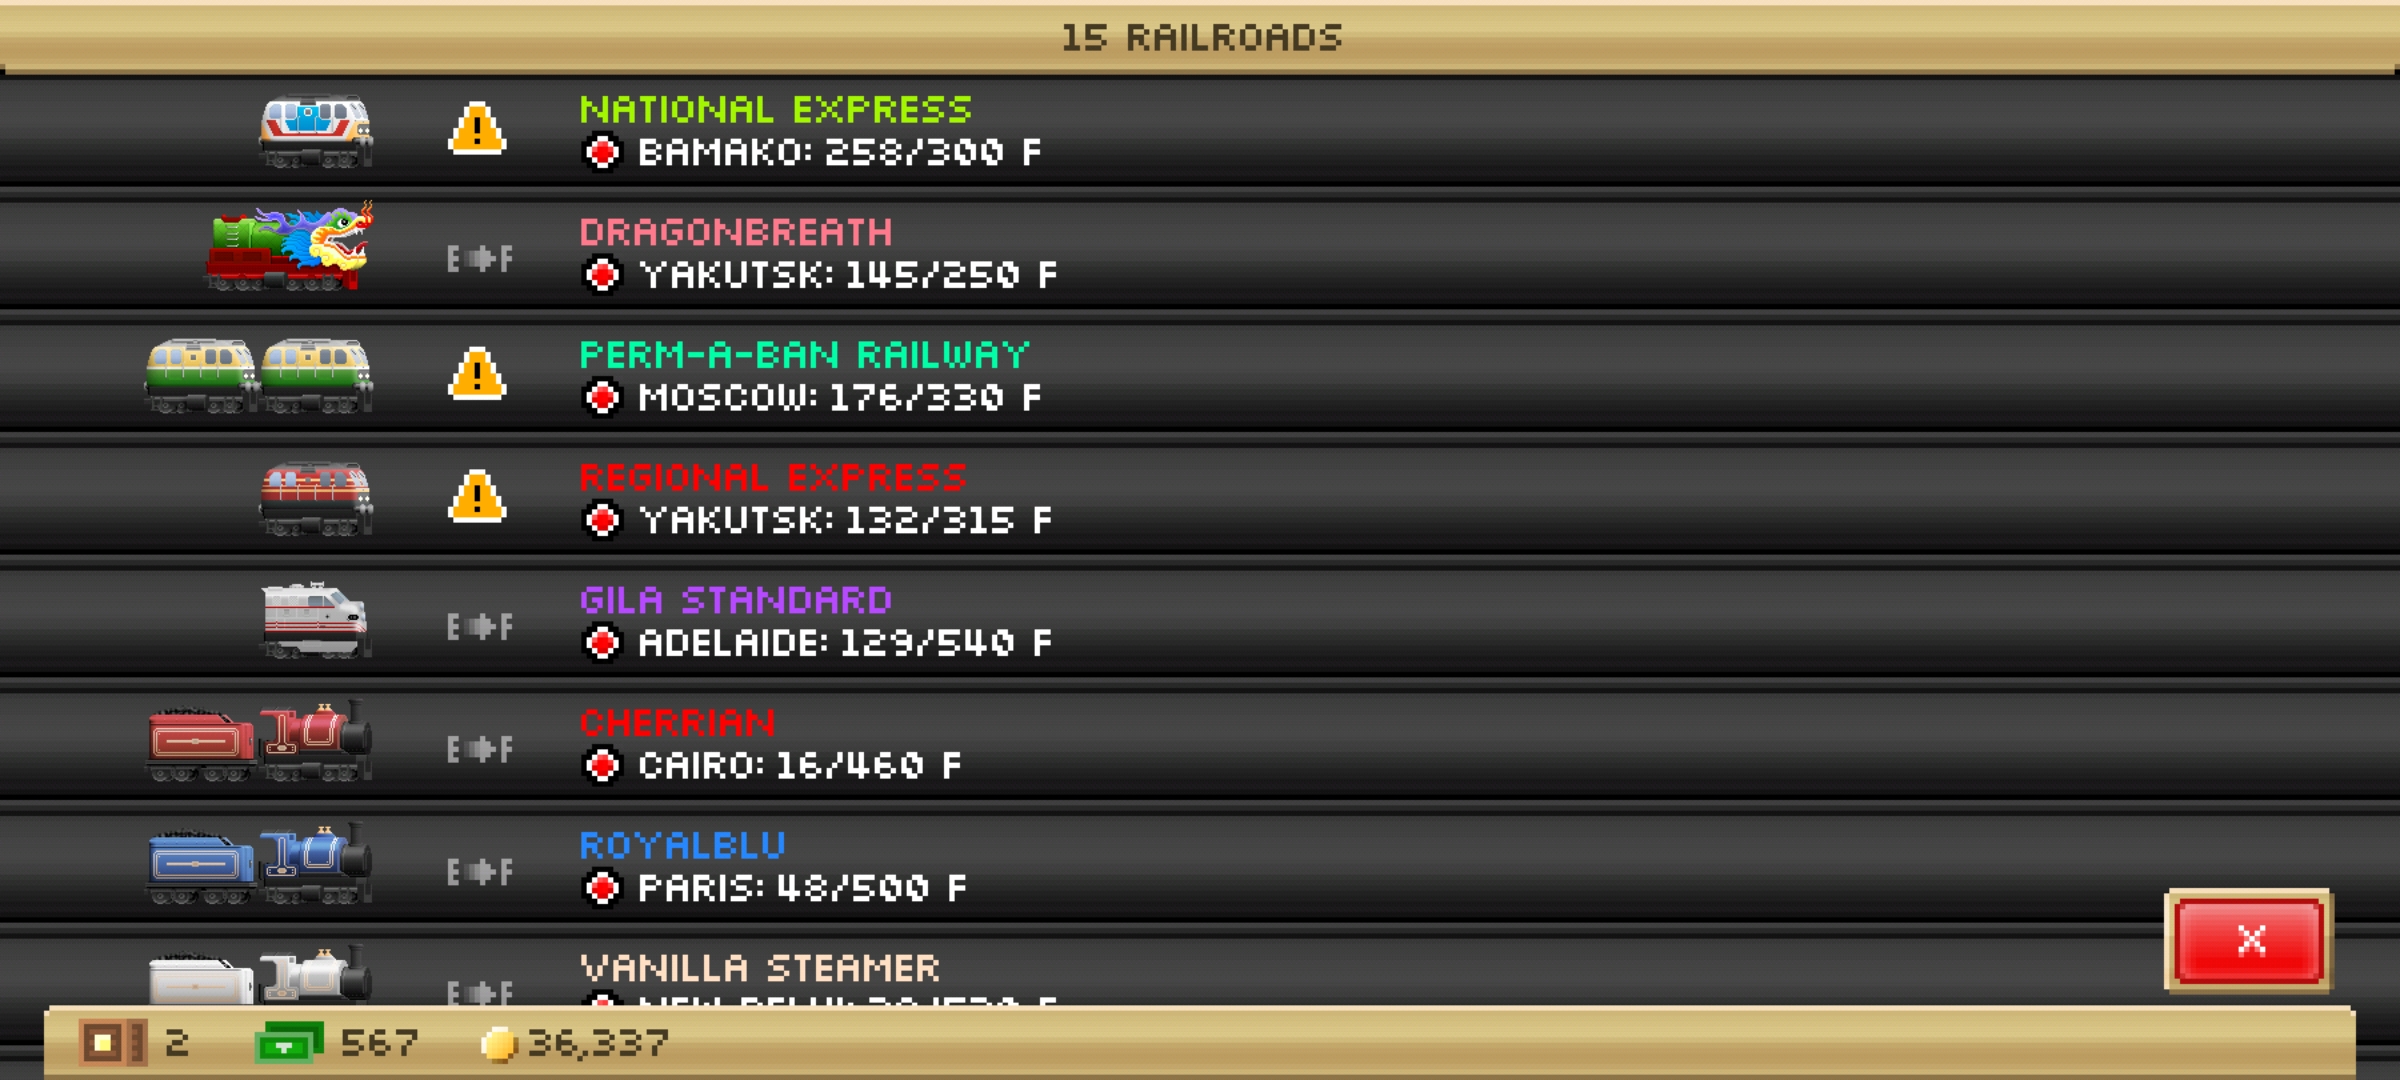 15 RAILROADS
NATIONAL EXPRESS
BAMAKO: 258/300 F
DRAGONBREATH
E F
YAKUTSK: 145/250 F
PERM-A-BAN RAILWAY
MOSCOW: 176/330 F
REGIONAL EXPRESS
YAKUTSK: 132/315 F
GILA STANDARD
E F
ADELAIDE: 129/540 F
CHERRIAN
E F
CAIRO: 16/460 F
ROYALBLU
E F
PARIS: 48/500 F
VANILLA STEAMER
E F
X
2 567 36,337